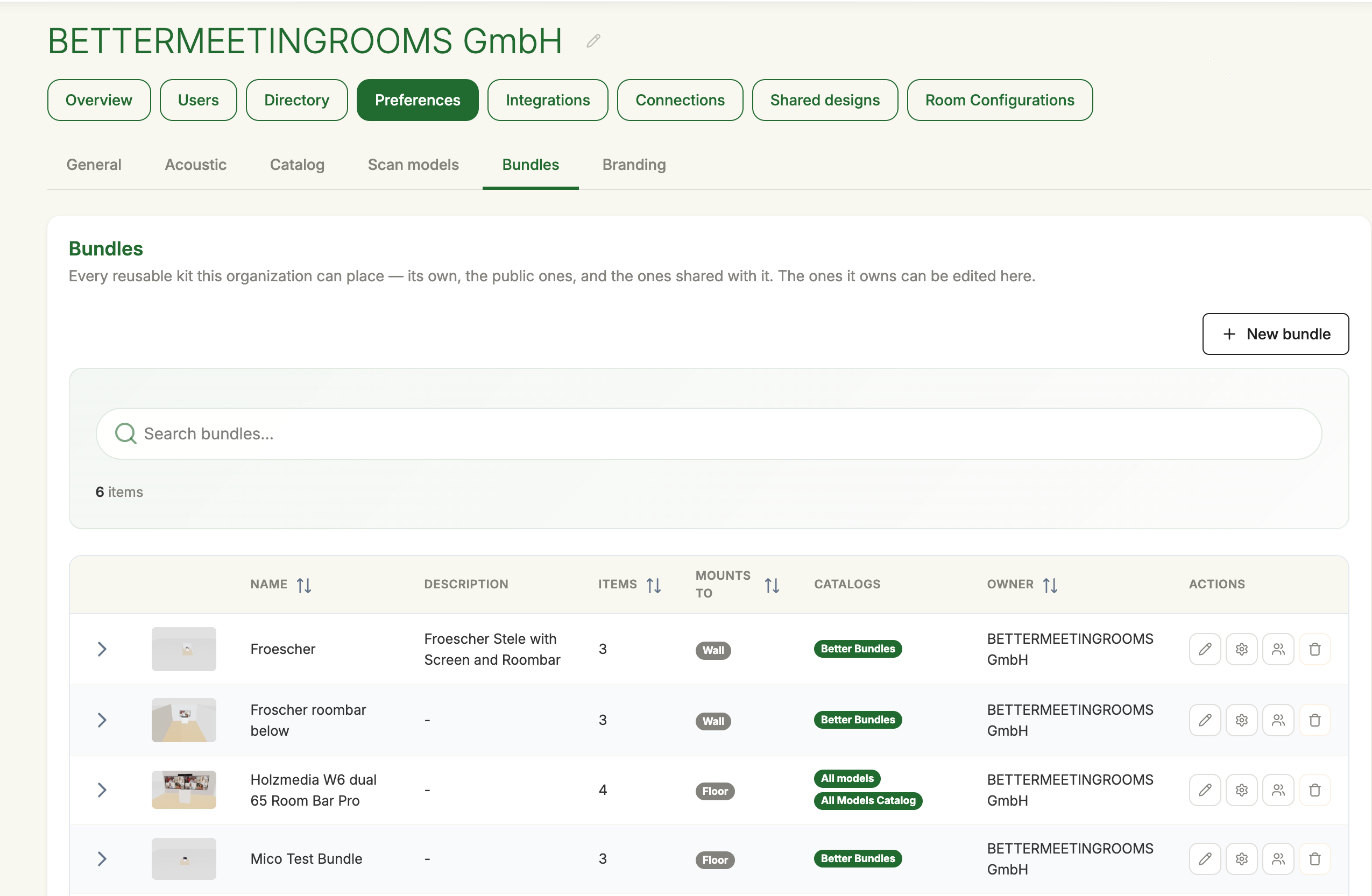 BETTERMEETINGROOMS GmbH
Overview
Users
Directory
Preferences
Integrations
Connections
Shared designs
Room Configurations
General
Acoustic
Catalog
Scan models
Bundles
Branding
Bundles
Every reusable kit this organization can place — its own, the public ones, and the ones shared with it. The ones it owns can be edited here.
+ New bundle
Search bundles...
6 items
NAME
DESCRIPTION
ITEMS
MOUNTS
TO
CATALOGS
OWNER
ACTIONS
Froescher
Froescher Stele with
Screen and Roombar
3
Wall
Better Bundles
BETTERMEETINGROOMS
GmbH
Froscher roombar
below
-
3
Wall
Better Bundles
BETTERMEETINGROOMS
GmbH
Holzmedia W6 dual
65 Room Bar Pro
-
4
Floor
All models
All Models Catalog
BETTERMEETINGROOMS
GmbH
Mico Test Bundle
-
3
Floor
Better Bundles
BETTERMEETINGROOMS
GmbH